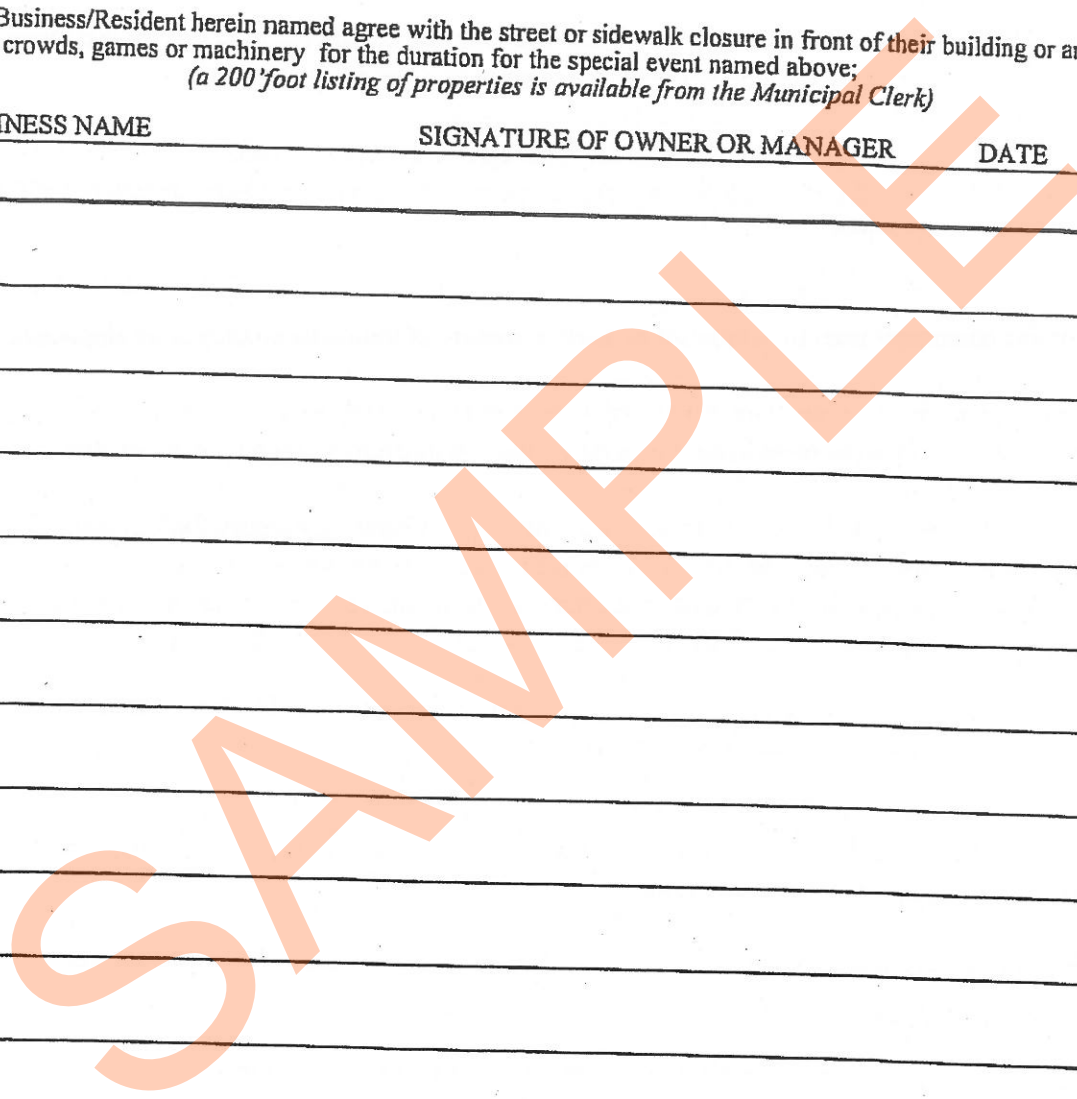 Business/Resident herein named agree with the street or sidewalk closure in front of their building or
crowds, games or machinery for the duration for the special event named above;
(a 200'foot listing of properties is available from the Municipal Clerk)
NAME SIGNATURE OF OWNER OR MANAGER DATE
SAMPLE